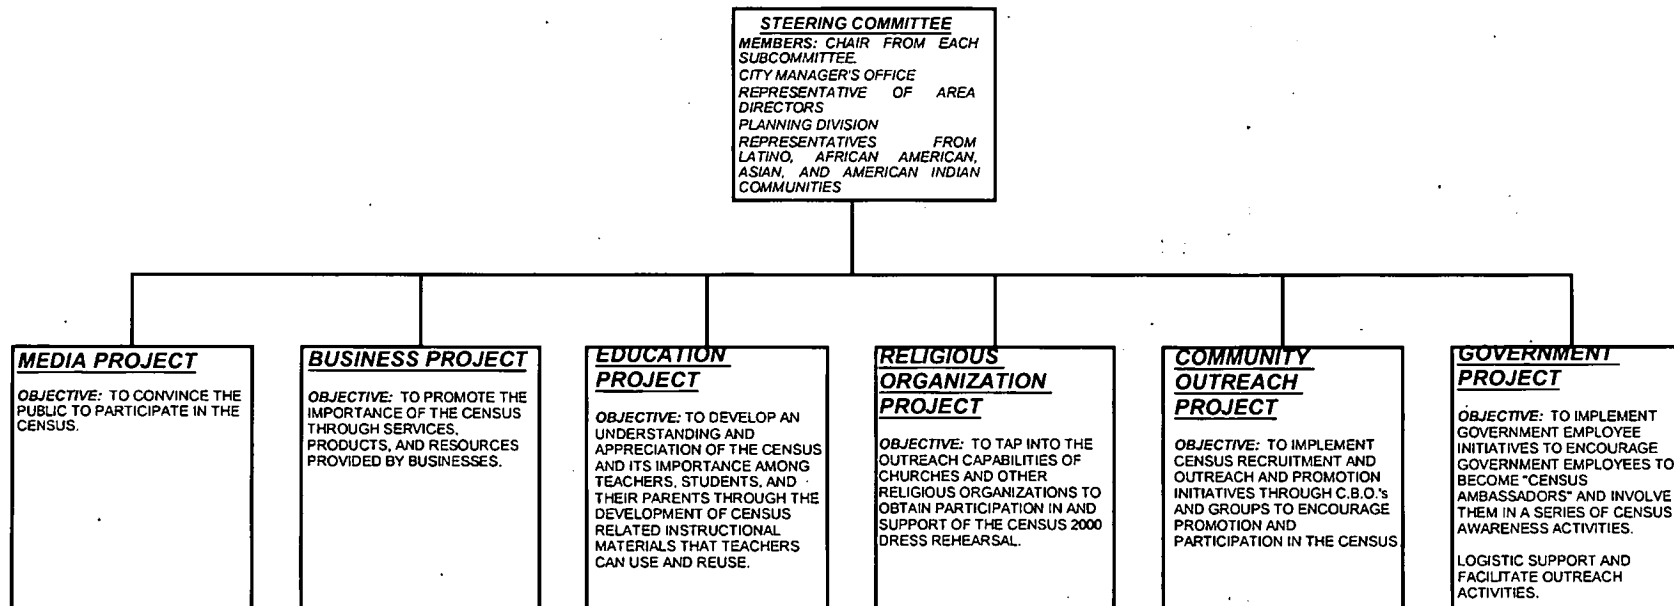 STEERING COMMITTEE
MEMBERS: CHAIR FROM EACH
SUBCOMMITTEE.
CITY MANAGER'S OFFICE
REPRESENTATIVE OF AREA
DIRECTORS
PLANNING DIVISION
REPRESENTATIVES FROM
LATINO, AFRICAN AMERICAN,
ASIAN, AND AMERICAN INDIAN
COMMUNITIES
MEDIA PROJECT
OBJECTIVE: TO CONVINCE THE
PUBLIC TO PARTICIPATE IN THE
CENSUS.
BUSINESS PROJECT
OBJECTIVE: TO PROMOTE THE
IMPORTANCE OF THE CENSUS
THROUGH SERVICES,
PRODUCTS, AND RESOURCES
PROVIDED BY BUSINESSES.
EDUCATION
PROJECT
OBJECTIVE: TO DEVELOP AN
UNDERSTANDING AND
APPRECIATION OF THE CENSUS
AND ITS IMPORTANCE AMONG
TEACHERS, STUDENTS, AND
THEIR PARENTS THROUGH THE
DEVELOPMENT OF CENSUS
RELATED INSTRUCTIONAL
MATERIALS THAT TEACHERS
CAN USE AND REUSE.
RELIGIOUS
ORGANIZATION
PROJECT
OBJECTIVE: TO TAP INTO THE
OUTREACH CAPABILITIES OF
CHURCHES AND OTHER
RELIGIOUS ORGANIZATIONS TO
OBTAIN PARTICIPATION IN AND
SUPPORT OF THE CENSUS 2000
DRESS REHEARSAL.
COMMUNITY
OUTREACH
PROJECT
OBJECTIVE: TO IMPLEMENT
CENSUS RECRUITMENT AND
OUTREACH AND PROMOTION
INITIATIVES THROUGH C.B.O.'s
AND GROUPS TO ENCOURAGE
PROMOTION AND
PARTICIPATION IN THE CENSUS
GOVERNMENT
PROJECT
OBJECTIVE: TO IMPLEMENT
GOVERNMENT EMPLOYEE
INITIATIVES TO ENCOURAGE
GOVERNMENT EMPLOYEES TO
BECOME "CENSUS
AMBASSADORS" AND INVOLVE
THEM IN A SERIES OF CENSUS
AWARENESS ACTIVITIES.
LOGISTIC SUPPORT AND
FACILITATE OUTREACH
ACTIVITIES.